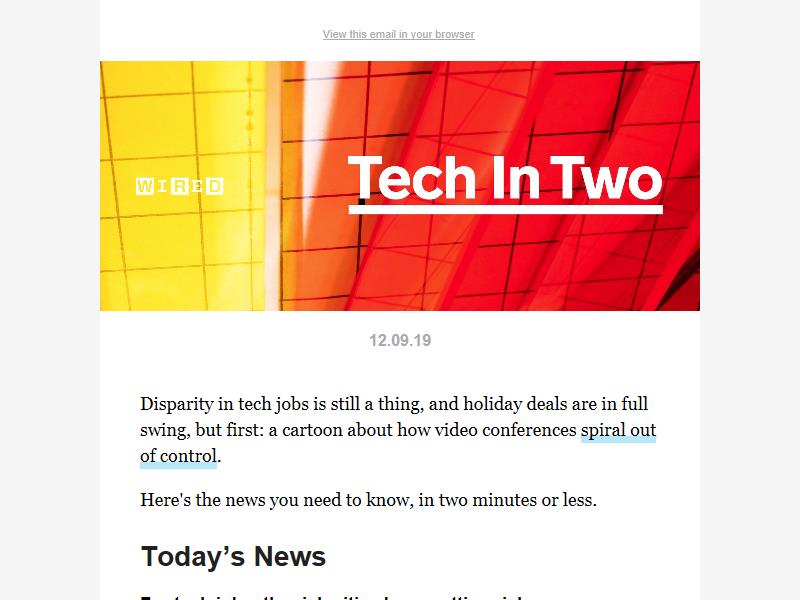 View this email in your browser
WIRED
Tech In Two
12.09.19
Disparity in tech jobs is still a thing, and holiday deals are in full
swing, but first: a cartoon about how video conferences spiral out
of control.
Here's the news you need to know, in two minutes or less.
Today’s News